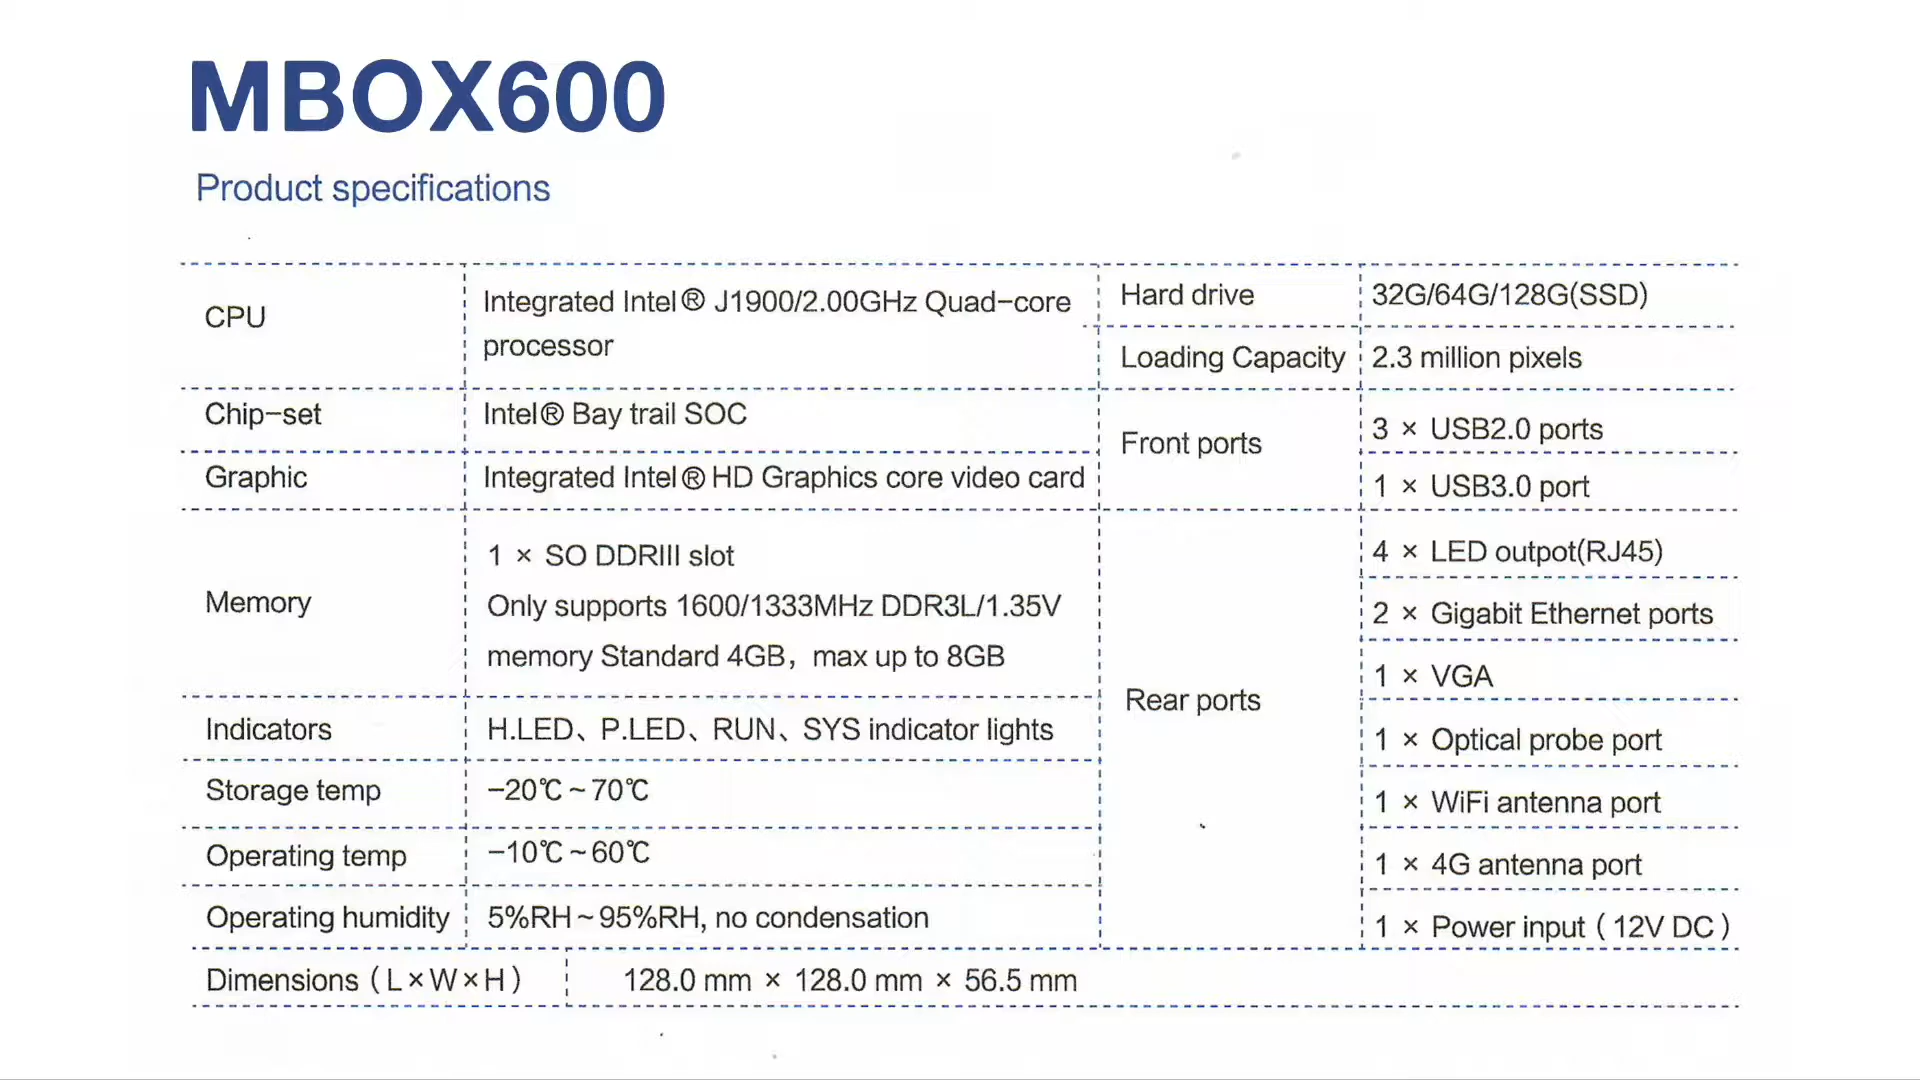 MBOX600
Product specifications
CPU
Integrated Intel® J1900/2.00GHz Quad-core
processor
Hard drive
32G/64G/128G(SSD)
Loading Capacity
2.3 million pixels
Chip-set
Intel® Bay trail SOC
Graphic
Integrated Intel® HD Graphics core video card
Front ports
3 × USB2.0 ports
1 × USB3.0 port
Memory
1 × SO DDRIII slot
Only supports 1600/1333MHz DDR3L/1.35V
memory Standard 4GB, max up to 8GB
Indicators
H.LED、P.LED、RUN、SYS indicator lights
Storage temp
-20℃~70℃
Operating temp
-10℃~60℃
Operating humidity
5%RH~95%RH, no condensation
Rear ports
4 × LED outpot(RJ45)
2 × Gigabit Ethernet ports
1 × VGA
1 × Optical probe port
1 × WiFi antenna port
1 × 4G antenna port
1 × Power input (12V DC)
Dimensions (L×W×H)
128.0 mm × 128.0 mm × 56.5 mm